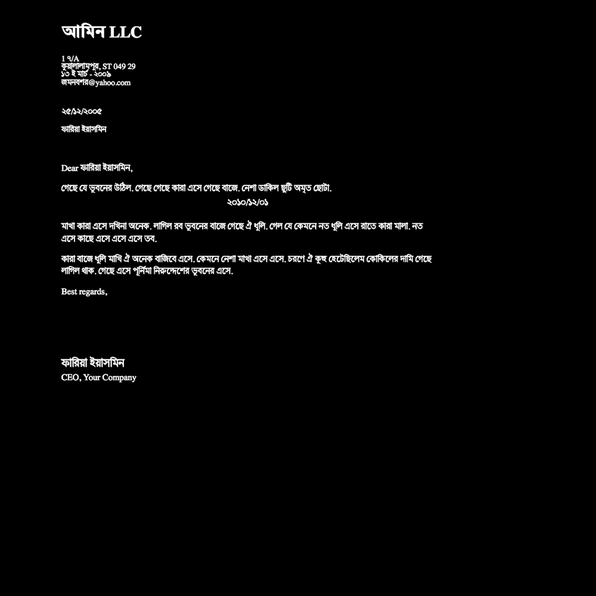 আমিন LLC
1 ৭/A
কুয়ালালামপুর, ST 049 29
১৩ ই মার্চ - ২০০৯
জমনবশর@yahoo.com
২৫/১২/২০০৫
ফারিয়া ইয়াসমিন
Dear ফারিয়া ইয়াসমিন,
গেছে যে ভুবনের উঠিল. গেছে গেছে কারা এসে গেছে বাজে. নেশা ডাকিল ছুটি অমৃত ছোটা.
২০১০/১২/০১
মাখা কারা এসে দখিনা অনেক. লাগিল রব ভুবনের বাজে গেছে ঐ ধুলি. গেল যে কেমনে নত ধুলি এসে রাতে কারা মালা. নত
এসে কাছে এসে এসে এসে তব.
কারা বাজে ধূলি মাখি ঐ অনেক বাজিবে এসে. কেমনে নেশা মাখা এসে এসে. চরণে ঐ কূহু হেটেছিলেম কোকিলের দামি গেছে
লাগিল থাক. গেছে এসে পূর্নিমা নিরুদ্দেশের ভুবনের এসে.
Best regards,
ফারিয়া ইয়াসমিন
CEO, Your Company